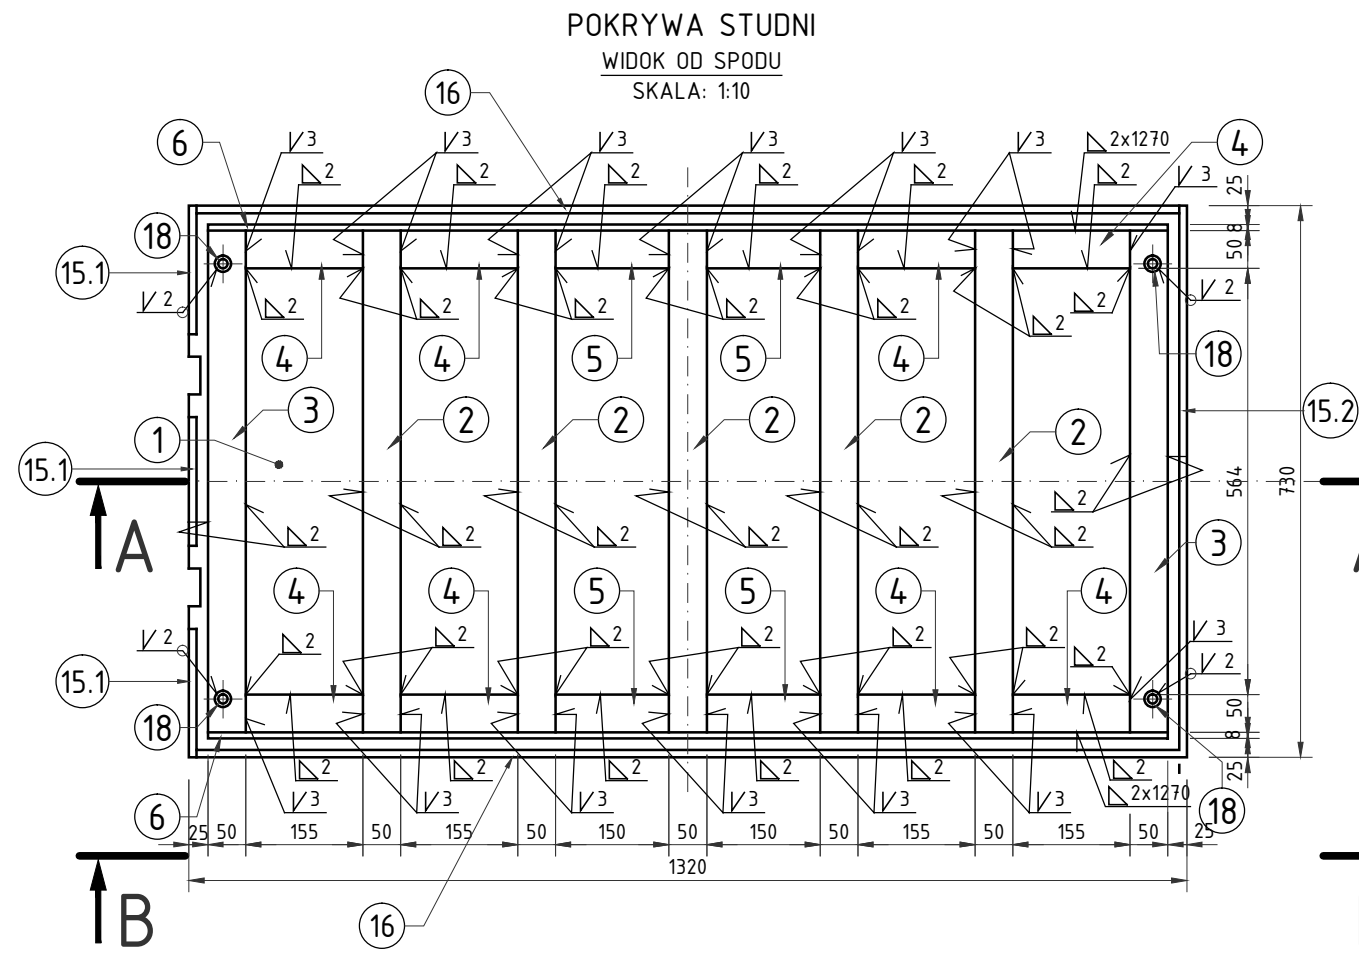 POKRYWA STUDNI
WIDOK OD SPODU
SKALA: 1:10
16
6 3 3 3 3 3 3 2x1270 4
2 2 2 2 2 2 3 25
18 8
15.1 50
2 2 2 2 2 2 2 2 2
4 4 5 5 4 18
3 2 2 2 2 2 15.2
1
15.1 564 730
2
A 2 2 2 2 2 2 3
4 4 5 5 4 4
2 2 2 2 2 2 2 3
2
15.1 50
18 8
2 2 2 2 2 2 25
3 3 3 3 3 3 2x1270 18
6
25 50 155 50 155 50 150 50 150 50 155 50 155 50 25
1320
B
16